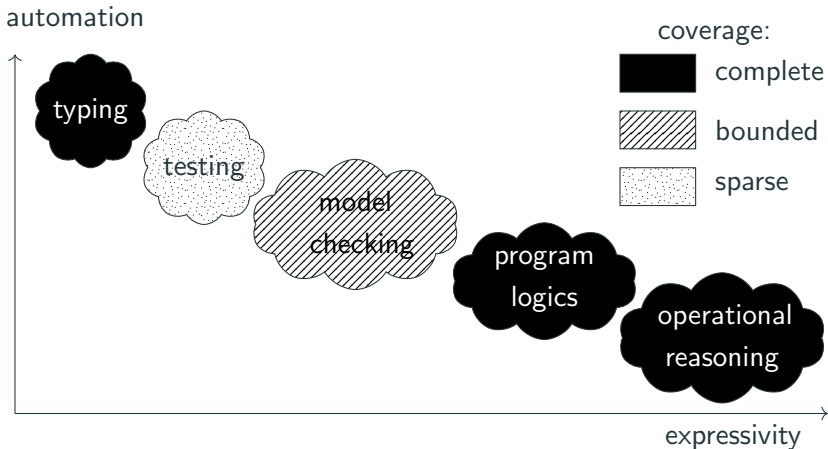 automation
coverage:
complete
bounded
sparse
typing
testing
model
checking
program
logics
operational
reasoning
expressivity